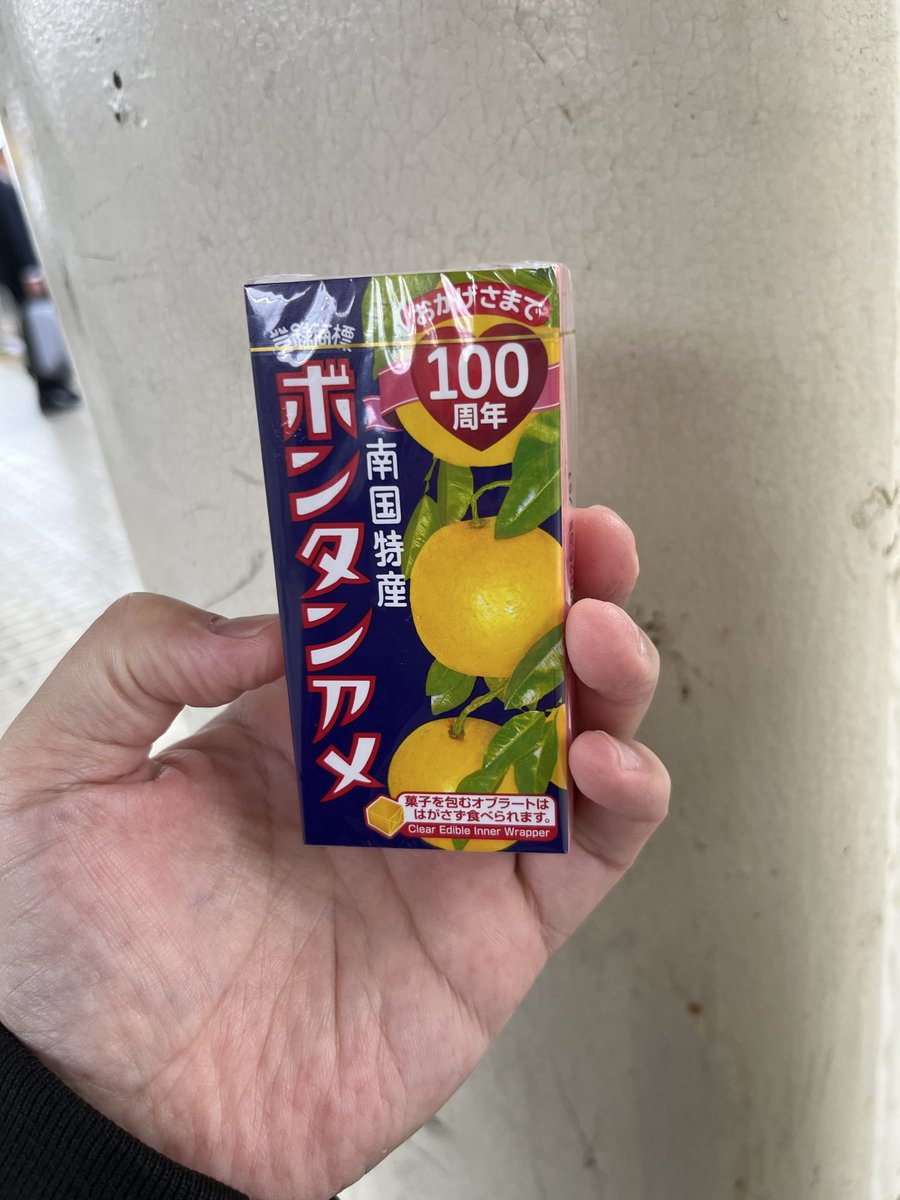 登録商標
ボンタンアメ
南国特産
おかげさまで
100
周年
菓子を包むオブラートは
はがさず食べられます。
Clear Edible Inner Wrapper